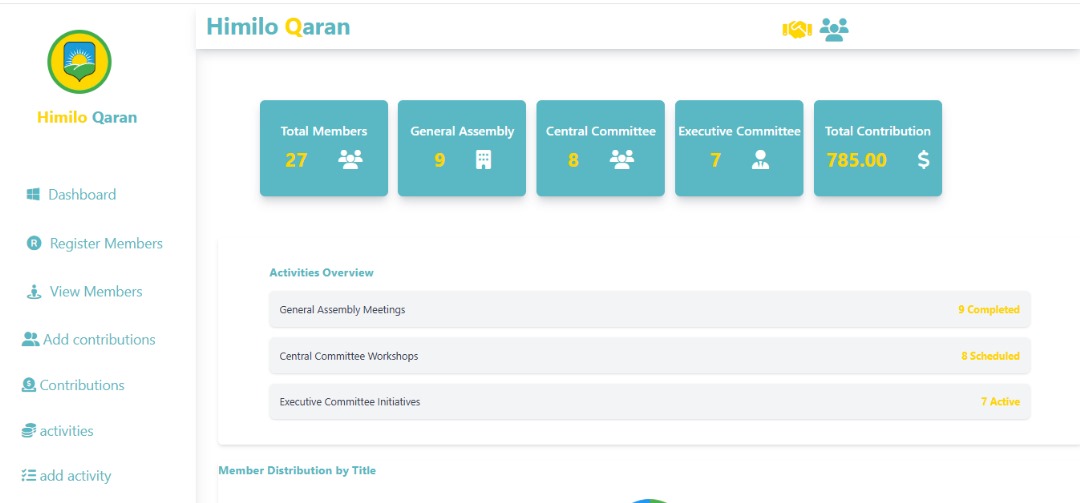 Himilo Qaran
Himilo Qaran
Dashboard
Register Members
View Members
Add contributions
Contributions
activities
add activity
Total Members
27
General Assembly
9
Central Committee
8
Executive Committee
7
Total Contribution
785.00
$
Activities Overview
General Assembly Meetings 9 Completed
Central Committee Workshops 8 Scheduled
Executive Committee Initiatives 7 Active
Member Distribution by Title